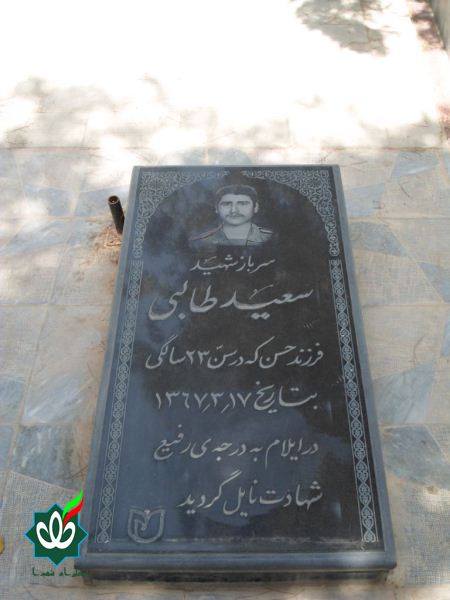 سرباز شهید
سعید طالبی
فرزند حسن که در سن ۲۳ سالگی
بتاریخ ۱۳۶۷٫۳٫۱۷
در ایلام به درجه‌ی رفیع
شهادت نایل گردید